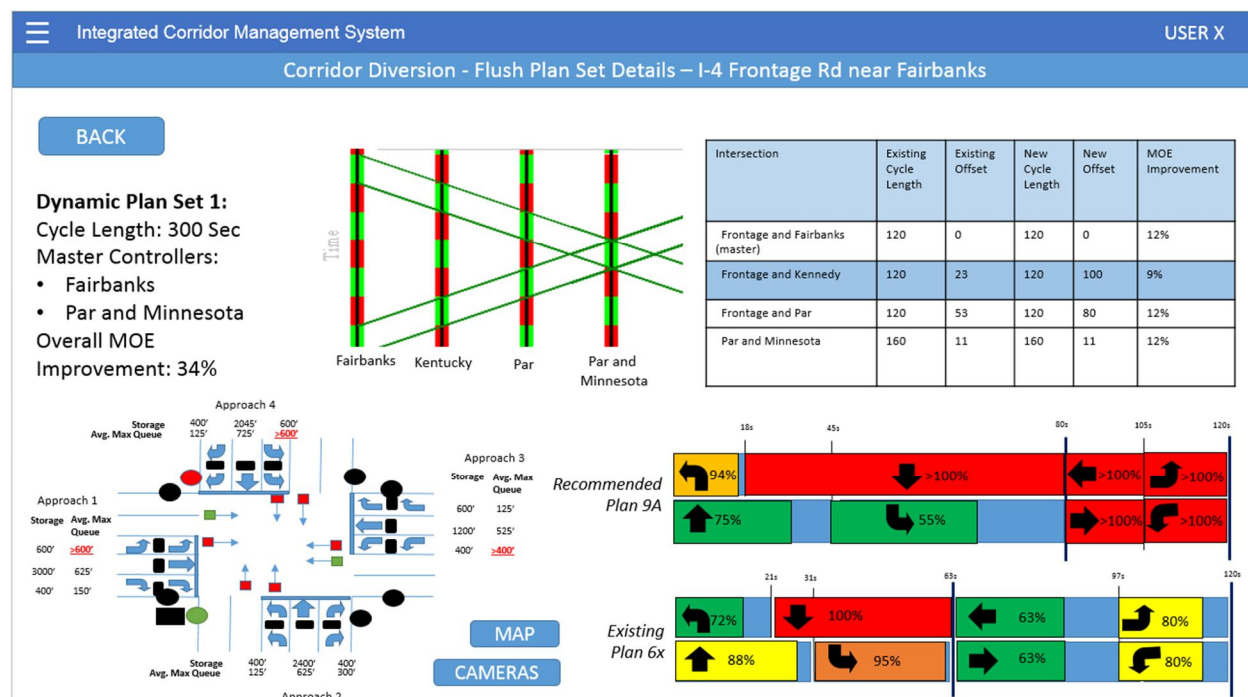 Integrated Corridor Management System
USER X
Corridor Diversion - Flush Plan Set Details – I-4 Frontage Rd near Fairbanks
BACK
Dynamic Plan Set 1:
Cycle Length: 300 Sec
Master Controllers:
• Fairbanks
• Par and Minnesota
Overall MOE
Improvement: 34%
Time
Fairbanks
Kentucky
Par
Par and
Minnesota
Intersection Existing Cycle Length Existing Offset New Cycle Length New Offset MOE Improvement
Frontage and Fairbanks (master) 120 0 120 0 12%
Frontage and Kennedy 120 23 120 100 9%
Frontage and Par 120 53 120 80 12%
Par and Minnesota 160 11 160 11 12%
Approach 4
Storage 400' 2045' 600'
Avg. Max Queue 125' 725' >600'
Approach 3
Storage Avg. Max Queue
600' 125'
1200' 525'
400' >400'
Approach 1
Storage Avg. Max Queue
600' >600'
3000' 625'
400' 150'
Storage 400' 2400' 400'
Avg. Max Queue 125' 625' 300'
Approach 2
MAP
CAMERAS
18s 45s 80s 105s 120s
Recommended
Plan 9A
94% >100% >100% >100%
75% 55% >100% >100%
21s 31s 63s 97s 120s
Existing
Plan 6x
72% 100% 63% 80%
88% 95% 63% 80%